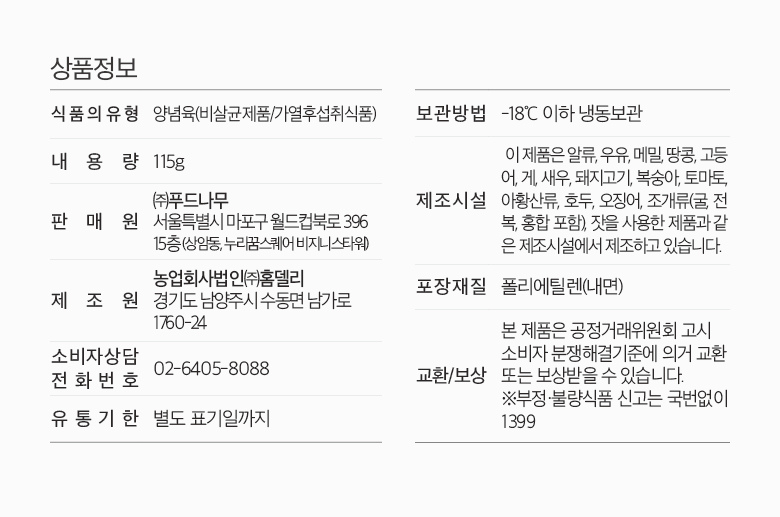 상품정보
식품의유형 양념육(비살균제품/가열후섭취식품)
내용량 115g
판매원 ㈜푸드나무
서울특별시 마포구 월드컵북로 396
15층 (상암동, 누리꿈스퀘어 비지니스타워)
제조원 농업회사법인㈜홈델리
경기도 남양주시 수동면 남가로
1760-24
소비자상담
전화번호 02-6405-8088
유통기한 별도 표기일까지
보관방법 -18℃ 이하 냉동보관
제조시설 이 제품은 알류, 우유, 메밀, 땅콩, 고등
어, 게, 새우, 돼지고기, 복숭아, 토마토,
아황산류, 호두, 오징어, 조개류(굴, 전
복, 홍합 포함), 잣을 사용한 제품과 같
은 제조시설에서 제조하고 있습니다.
포장재질 폴리에틸렌(내면)
교환/보상 본 제품은 공정거래위원회 고시
소비자 분쟁해결기준에 의거 교환
또는 보상받을 수 있습니다.
※부정·불량식품 신고는 국번없이
1399